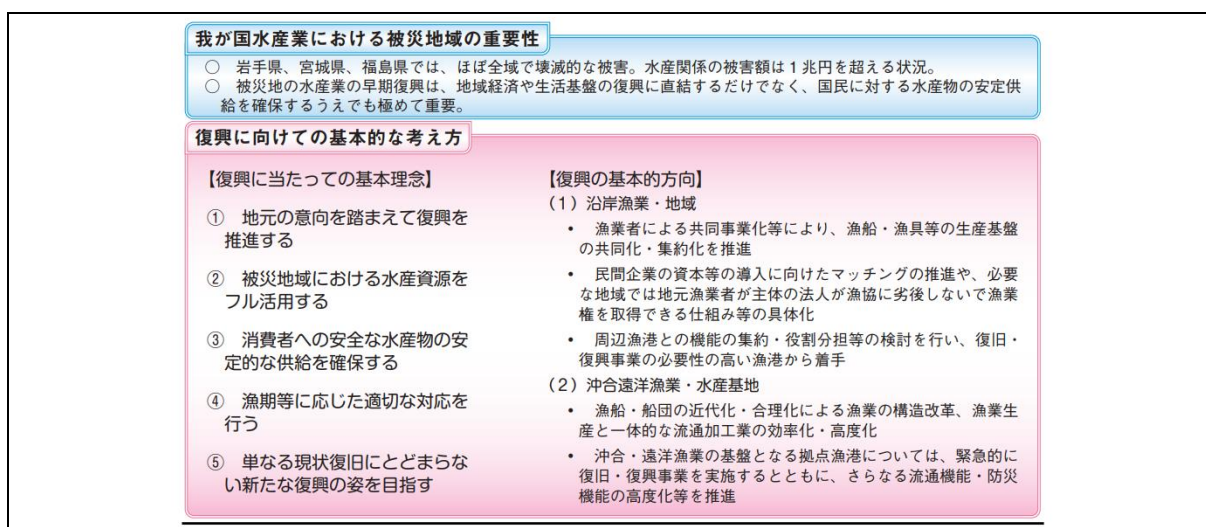 我が国水産業における被災地域の重要性
○ 岩手県、宮城県、福島県では、ほぼ全域で壊滅的な被害。水産関係の被害額は1兆円を超える状況。
○ 被災地の水産業の早期復興は、地域経済や生活基盤の復興に直結するだけでなく、国民に対する水産物の安定供
給を確保するうえでも極めて重要。
復興に向けての基本的な考え方
【復興に当たっての基本理念】
① 地元の意向を踏まえて復興を
推進する
② 被災地域における水産資源を
フル活用する
③ 消費者への安全な水産物の安
定的な供給を確保する
④ 漁期等に応じた適切な対応を
行う
⑤ 単なる現状復旧にとどまらな
い新たな復興の姿を目指す
【復興の基本的方向】
(1)沿岸漁業・地域
• 漁業者による共同事業化等により、漁船・漁具等の生産基盤
の共同化・集約化を推進
• 民間企業の資本等の導入に向けたマッチングの推進や、必要
な地域では地元漁業者が主体の法人が漁協に劣後しないで漁業
権を取得できる仕組み等の具体化
• 周辺漁港との機能の集約・役割分担等の検討を行い、復旧・
復興事業の必要性の高い漁港から着手
(2)沖合遠洋漁業・水産基地
• 漁船・船団の近代化・合理化による漁業の構造改革、漁業生
産と一体的な流通加工業の効率化・高度化
• 沖合・遠洋漁業の基盤となる拠点漁港については、緊急的に
復旧・復興事業を実施するとともに、さらなる流通機能・防災
機能の高度化等を推進